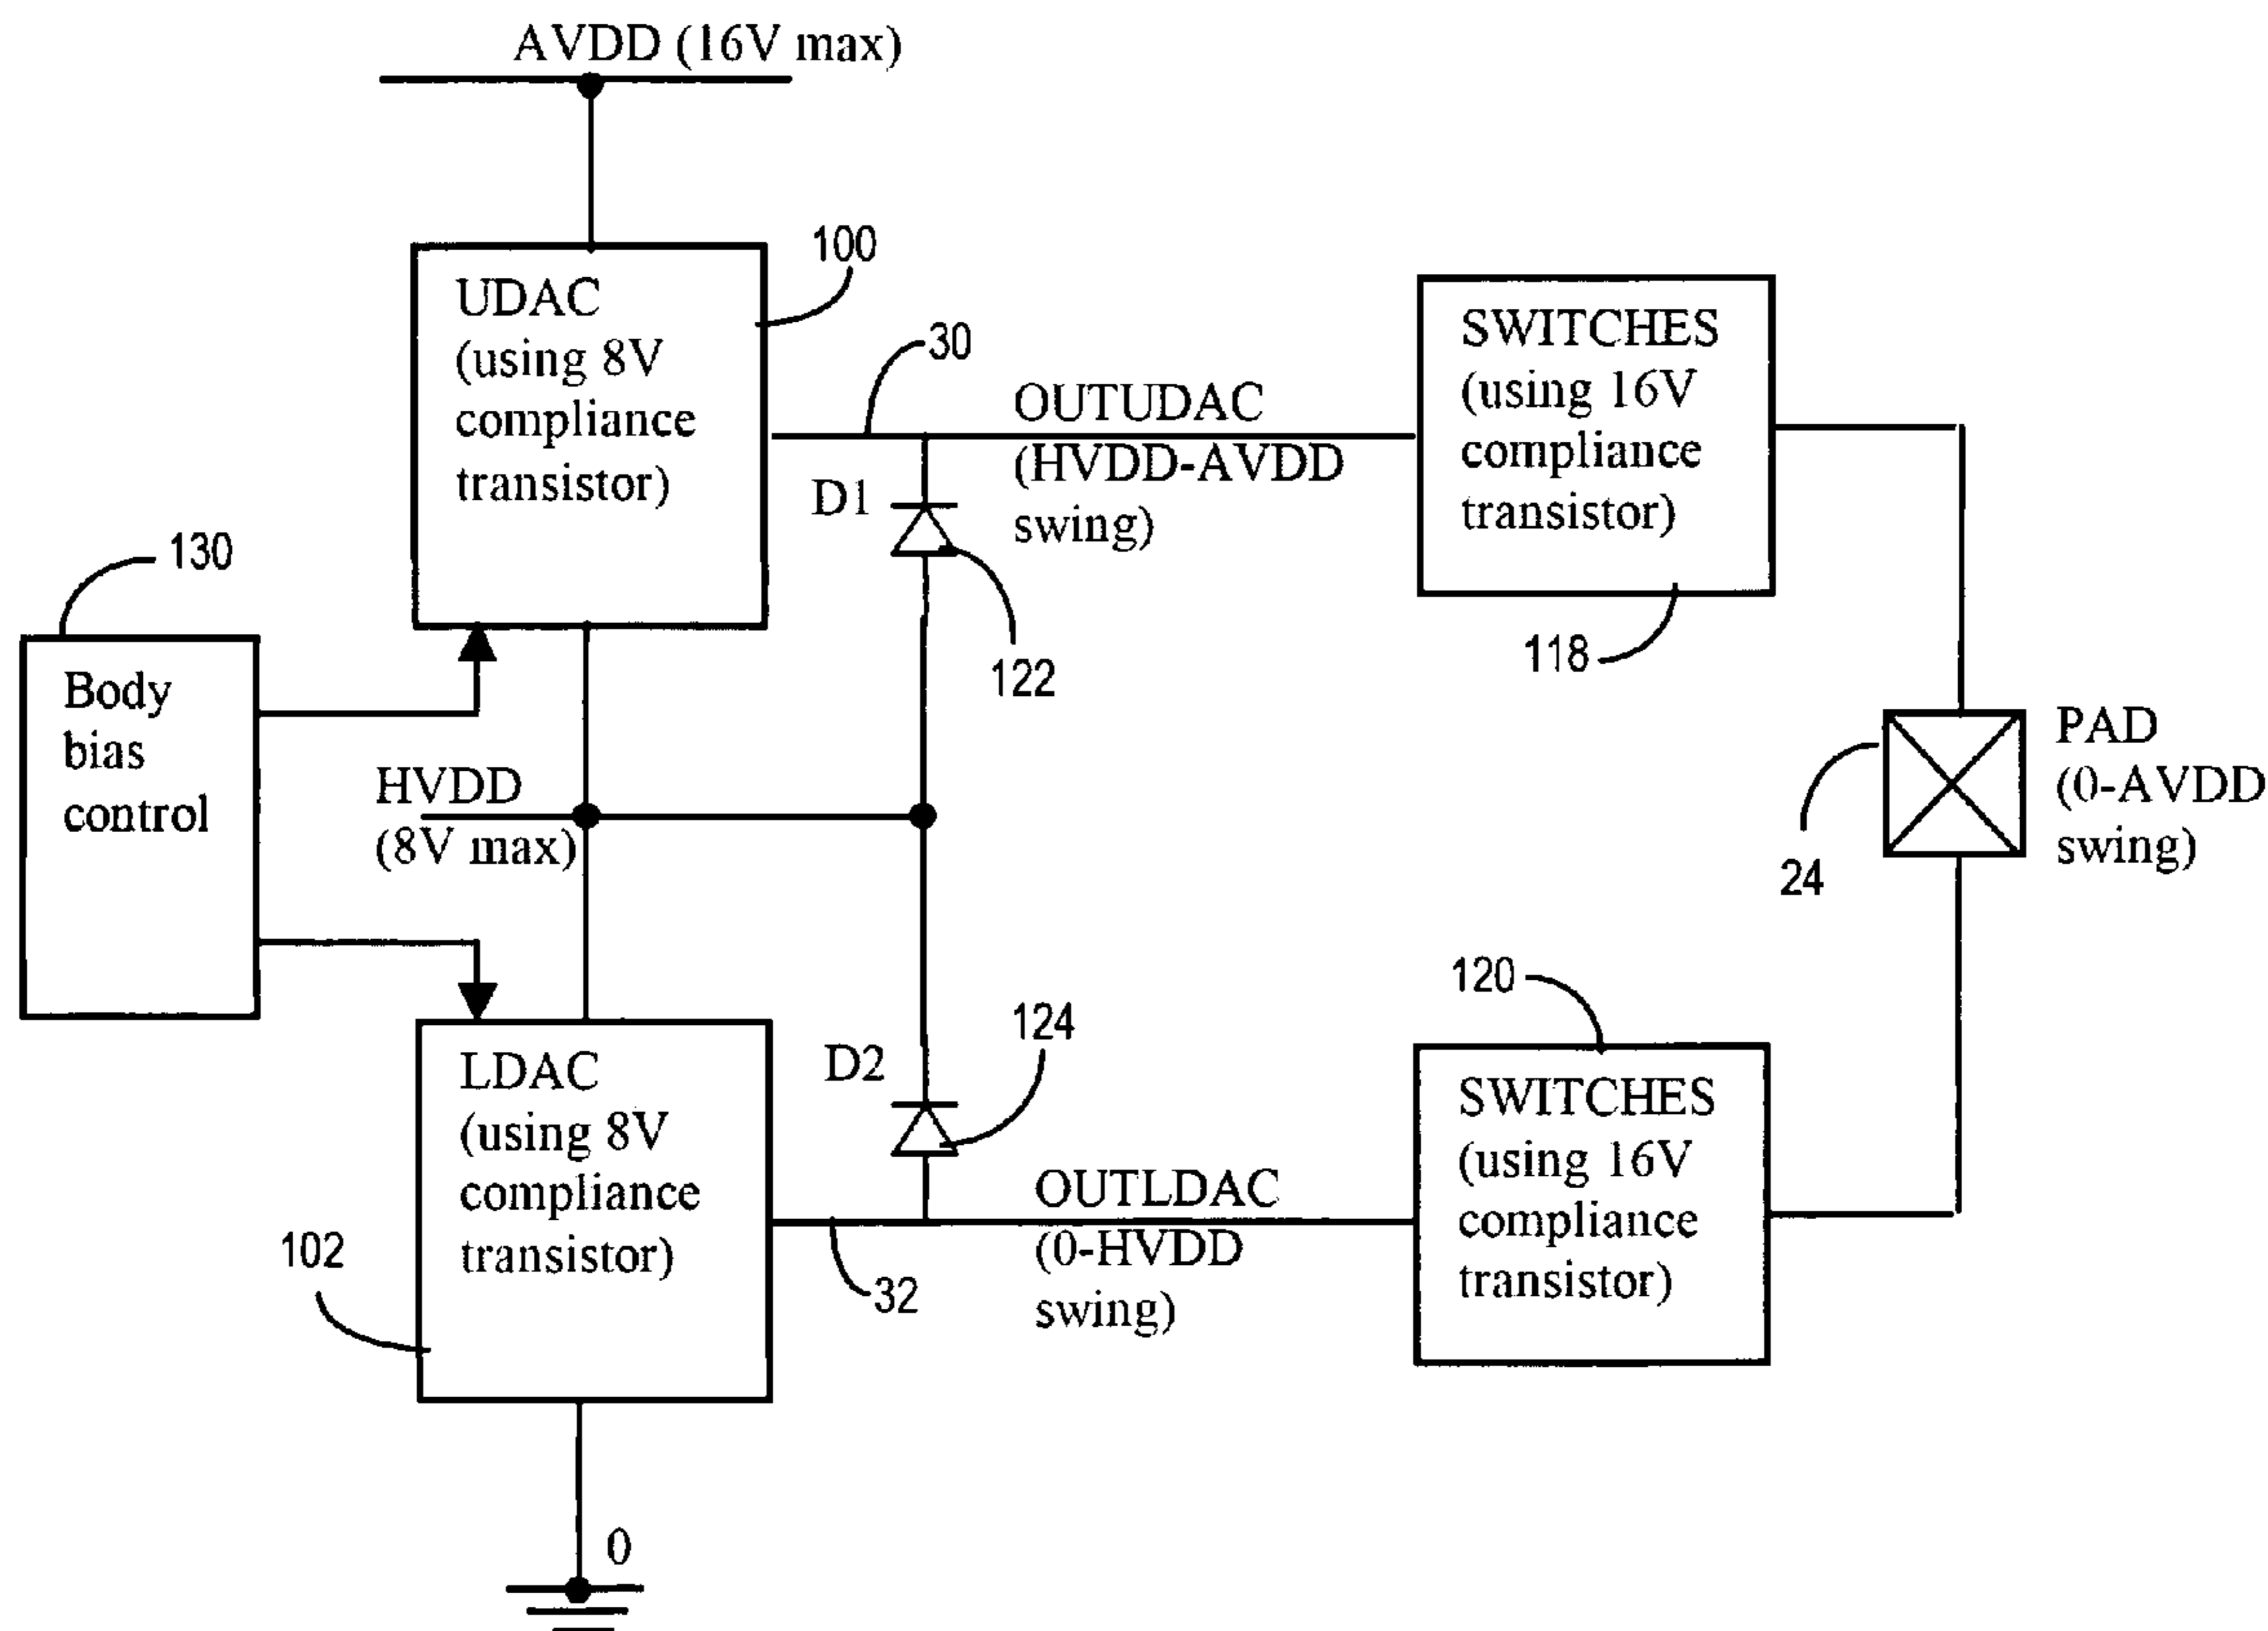 AVDD (16V max)
100
UDAC
(using 8V
compliance
transistor)
30
OUTUDAC
(HVDD-AVDD
swing)
D1
122
SWITCHES
(using 16V
compliance
transistor)
118
130
Body
bias
control
HVDD
(8V max)
PAD
(0-AVDD
swing)
24
120
124
D2
LDAC
(using 8V
compliance
transistor)
102
OUTLDAC
(0-HVDD
swing)
32
SWITCHES
(using 16V
compliance
transistor)
0